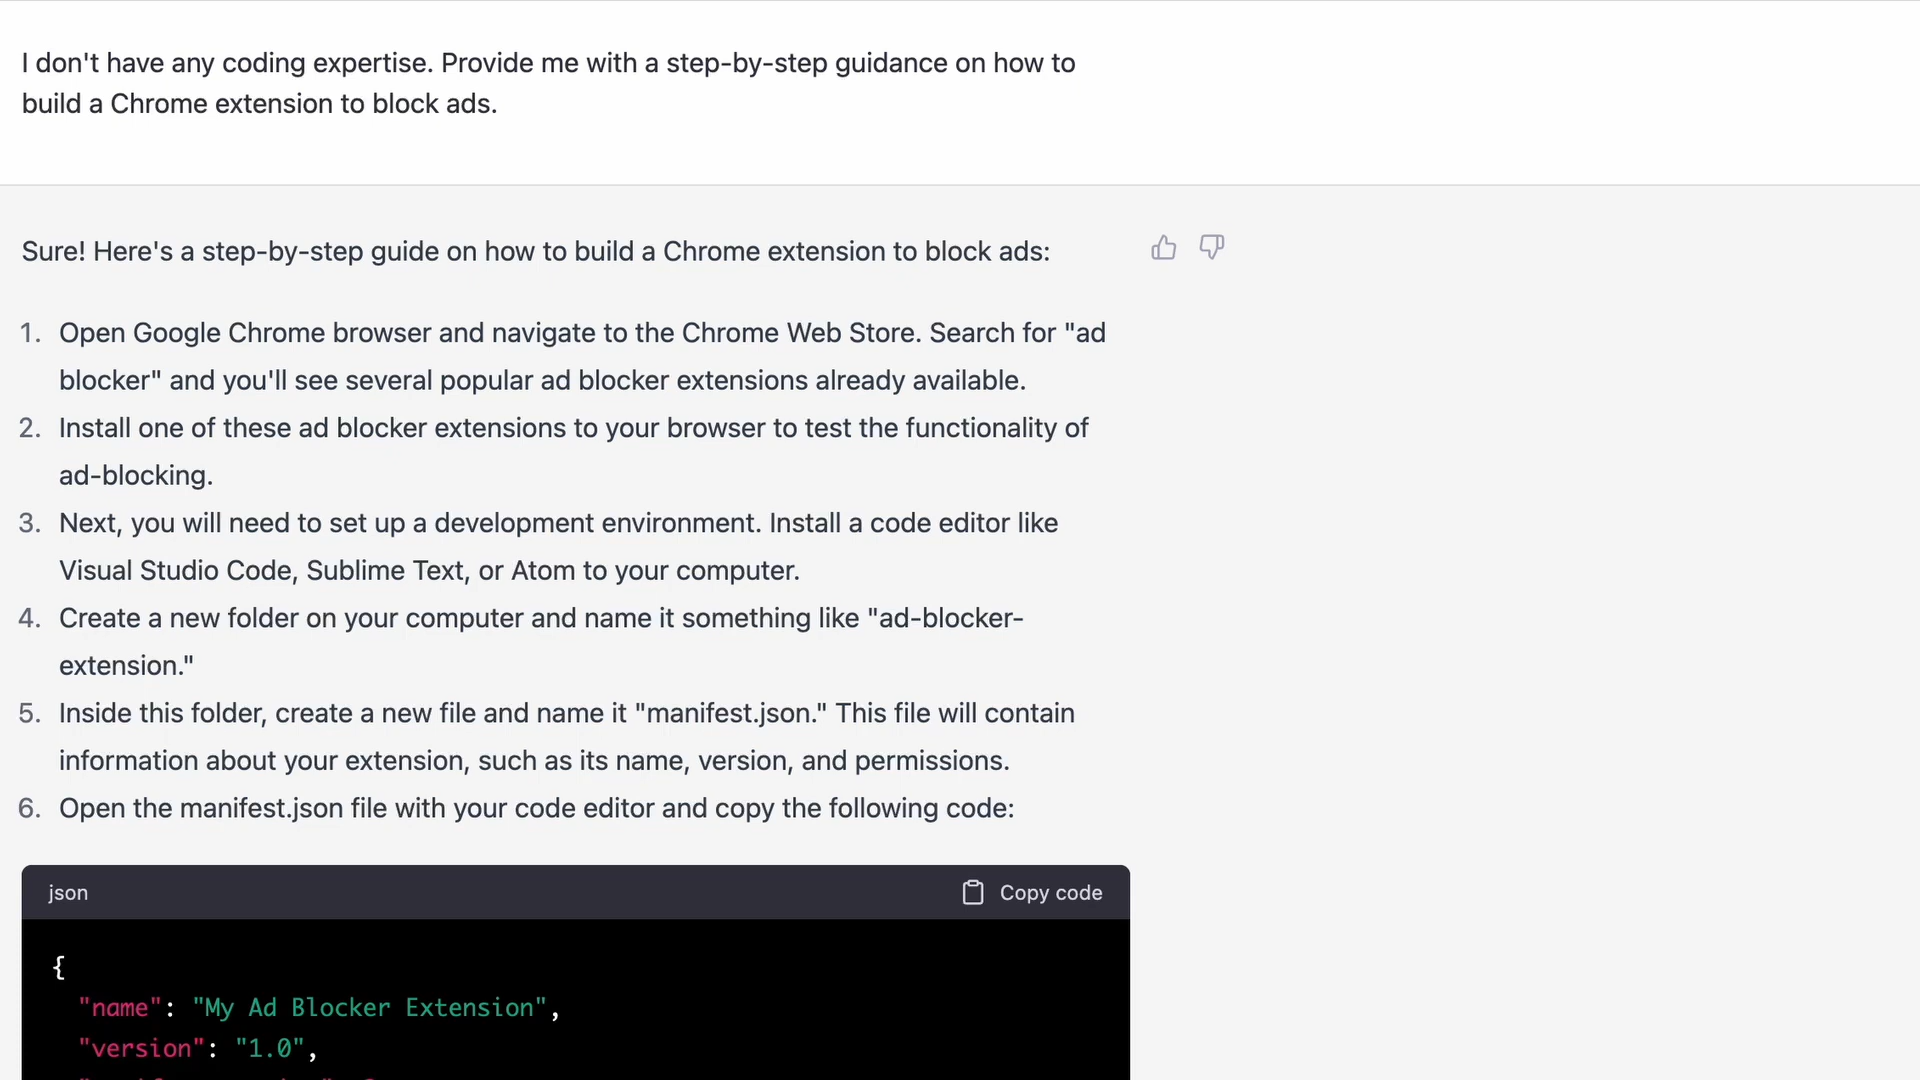 I don't have any coding expertise. Provide me with a step-by-step guidance on how to
build a Chrome extension to block ads.
Sure! Here's a step-by-step guide on how to build a Chrome extension to block ads:
1. Open Google Chrome browser and navigate to the Chrome Web Store. Search for "ad
blocker" and you'll see several popular ad blocker extensions already available.
2. Install one of these ad blocker extensions to your browser to test the functionality of
ad-blocking.
3. Next, you will need to set up a development environment. Install a code editor like
Visual Studio Code, Sublime Text, or Atom to your computer.
4. Create a new folder on your computer and name it something like "ad-blocker-
extension."
5. Inside this folder, create a new file and name it "manifest.json." This file will contain
information about your extension, such as its name, version, and permissions.
6. Open the manifest.json file with your code editor and copy the following code:
json Copy code
{
"name": "My Ad Blocker Extension",
"version": "1.0",